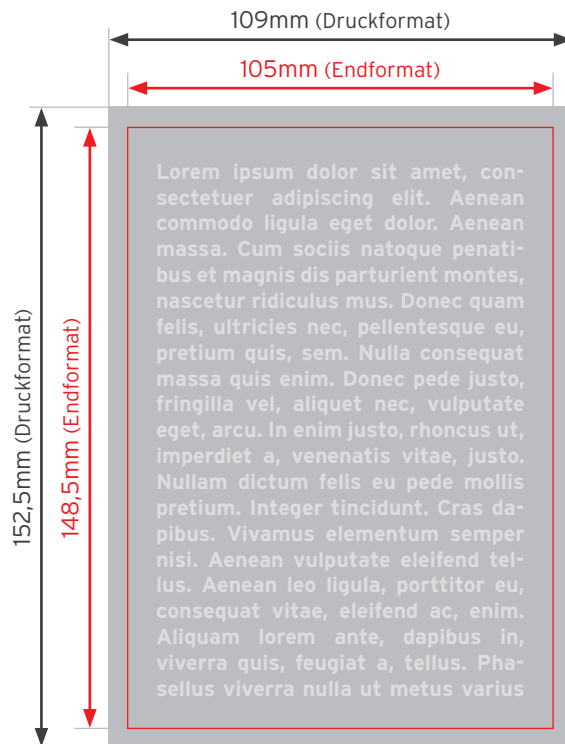 109mm (Druckformat)
105mm (Endformat)
152,5mm (Druckformat)
148,5mm (Endformat)
Lorem ipsum dolor sit amet, con-
sectetuer adipiscing elit. Aenean
commodo ligula eget dolor. Aenean
massa. Cum sociis natoque penati-
bus et magnis dis parturient montes,
nascetur ridiculus mus. Donec quam
felis, ultricies nec, pellentesque eu,
pretium quis, sem. Nulla consequat
massa quis enim. Donec pede justo,
fringilla vel, aliquet nec, vulputate
eget, arcu. In enim justo, rhoncus ut,
imperdiet a, venenatis vitae, justo.
Nullam dictum felis eu pede mollis
pretium. Integer tincidunt. Cras da-
pibus. Vivamus elementum semper
nisi. Aenean vulputate eleifend tel-
lus. Aenean leo ligula, porttitor eu,
consequat vitae, eleifend ac, enim.
Aliquam lorem ante, dapibus in,
viverra quis, feugiat a, tellus. Pha-
sellus viverra nulla ut metus varius